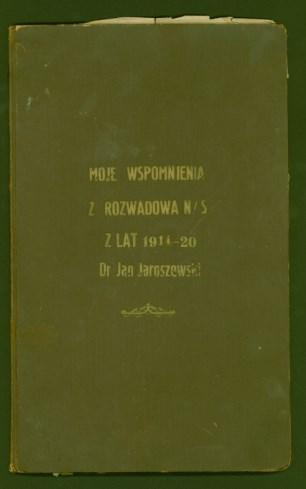 MOJE WSPOMNIENIA
Z ROZWADOWA N/S
Z LAT 1914-20
Dr Jan Jaroszewski